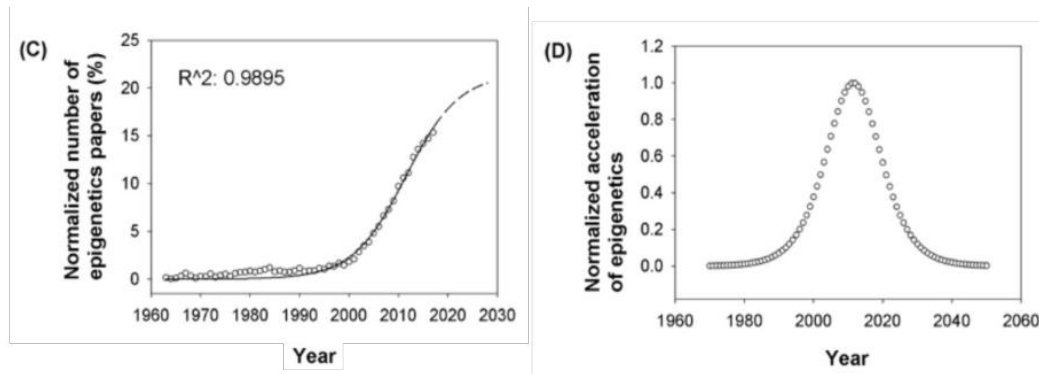 (C)
Normalized number of
epigenetics papers (%)
25
20
15
10
5
0
R^2: 0.9895
1960 1970 1980 1990 2000 2010 2020 2030
Year
(D)
Normalized acceleration
of epigenetics
1.2
1.0
0.8
0.6
0.4
0.2
0.0
1960 1980 2000 2020 2040 2060
Year